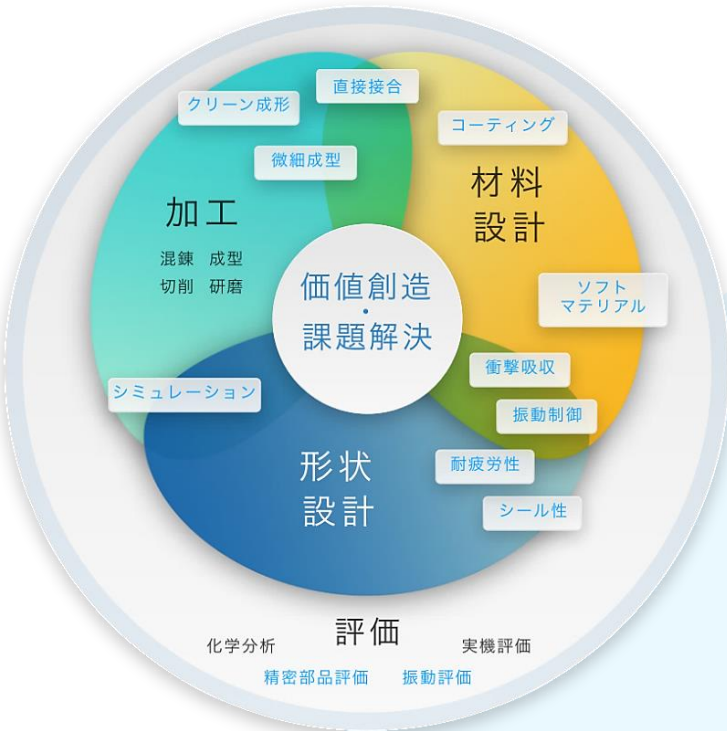 直接接合
クリーン成形
コーティング
微細成型
材料
設計
加工
混錬 成型
切削 研磨
価値創造
・
課題解決
ソフト
マテリアル
衝撃吸収
シミュレーション
振動制御
形状
設計
耐疲労性
シール性
評価
化学分析
実機評価
精密部品評価 振動評価